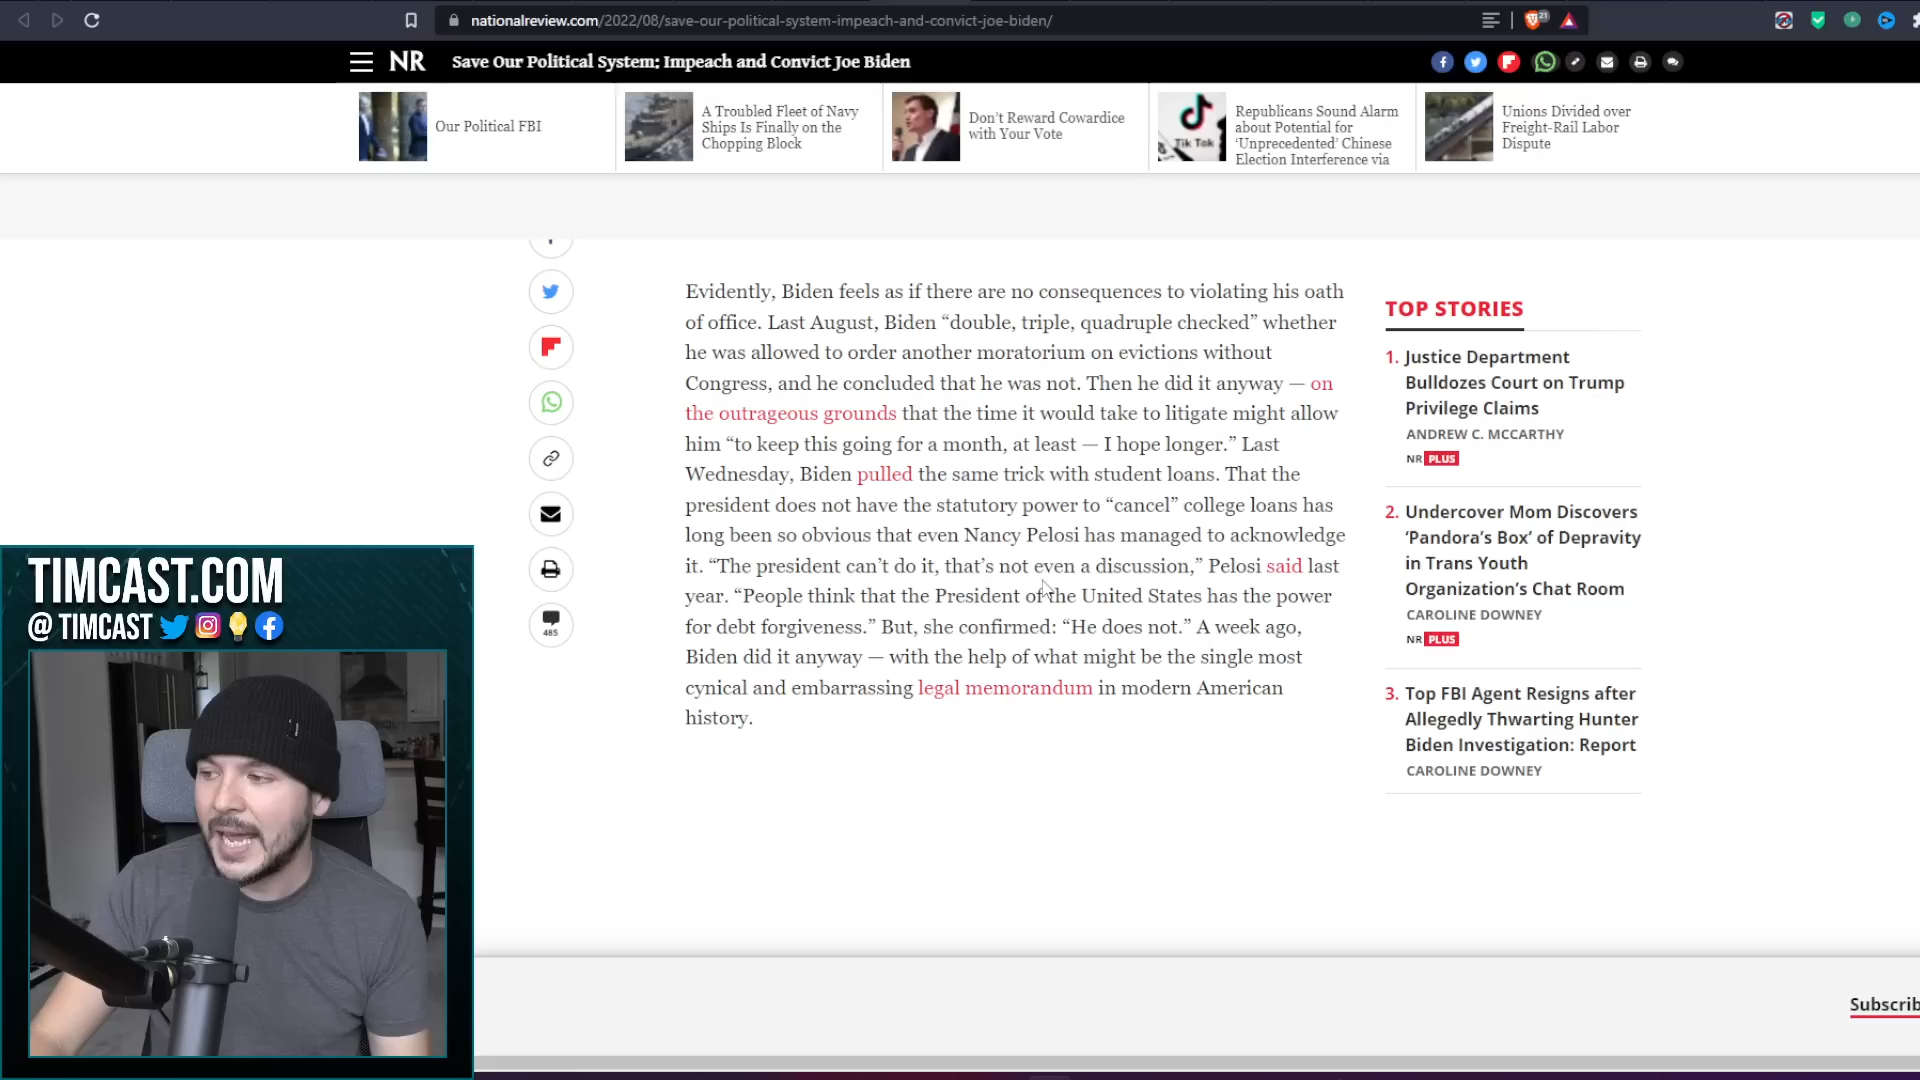 nationalreview.com/2022/08/save-our-political-system-impeach-and-convict-joe-biden/
21
NR Save Our Political System: Impeach and Convict Joe Biden
Our Political FBI
A Troubled Fleet of Navy
Ships Is Finally on the
Chopping Block
Don't Reward Cowardice
with Your Vote
Tik Tok
Republicans Sound Alarm
about Potential for
‘Unprecedented’ Chinese
Election Interference via
Unions Divided over
Freight-Rail Labor
Dispute
Evidently, Biden feels as if there are no consequences to violating his oath
of office. Last August, Biden “double, triple, quadruple checked” whether
he was allowed to order another moratorium on evictions without
Congress, and he concluded that he was not. Then he did it anyway — on
the outrageous grounds that the time it would take to litigate might allow
him “to keep this going for a month, at least — I hope longer.” Last
Wednesday, Biden pulled the same trick with student loans. That the
president does not have the statutory power to “cancel” college loans has
long been so obvious that even Nancy Pelosi has managed to acknowledge
it. “The president can’t do it, that’s not even a discussion,” Pelosi said last
year. “People think that the President of the United States has the power
for debt forgiveness.” But, she confirmed: “He does not.” A week ago,
Biden did it anyway — with the help of what might be the single most
cynical and embarrassing legal memorandum in modern American
history.
485
TOP STORIES
1. Justice Department
Bulldozes Court on Trump
Privilege Claims
ANDREW C. MCCARTHY
NR PLUS
2. Undercover Mom Discovers
‘Pandora’s Box’ of Depravity
in Trans Youth
Organization’s Chat Room
CAROLINE DOWNEY
NR PLUS
3. Top FBI Agent Resigns after
Allegedly Thwarting Hunter
Biden Investigation: Report
CAROLINE DOWNEY
TIMCAST.COM
@ TIMCAST
Subscrib